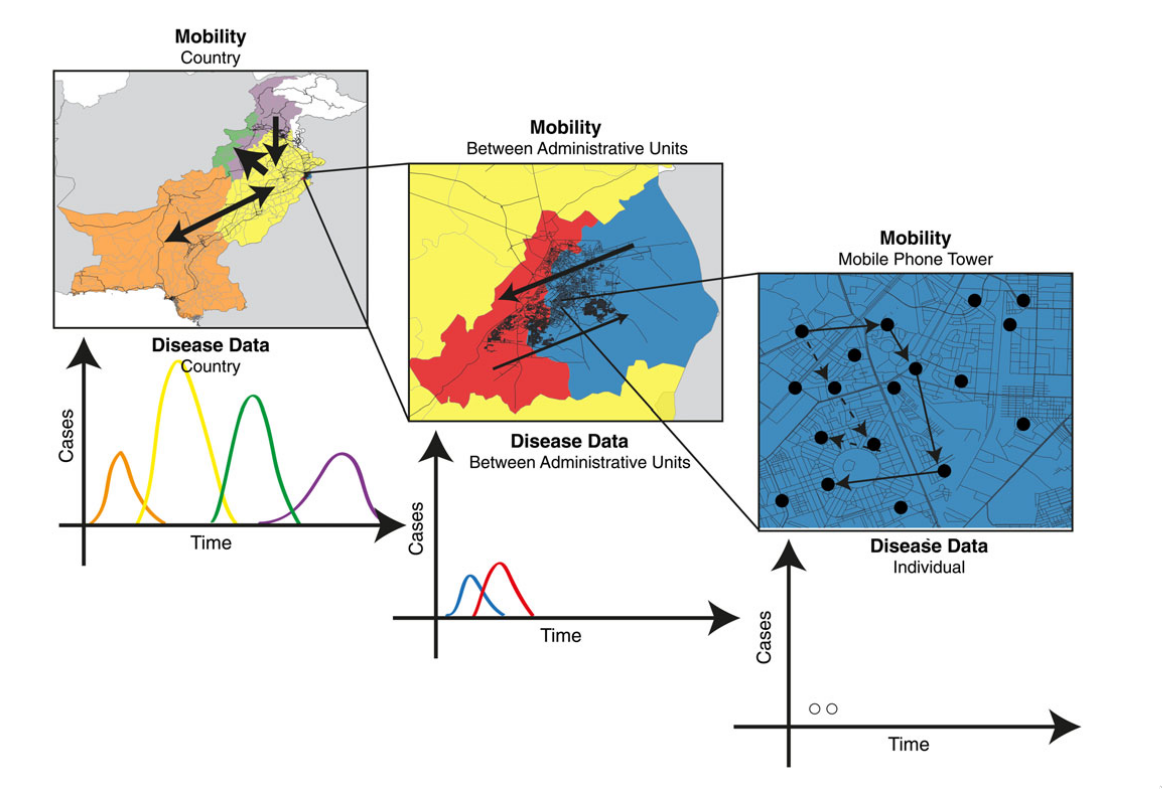 Mobility
Country
Mobility
Between Administrative Units
Mobility
Mobile Phone Tower
Disease Data
Country
Cases
Time
Disease Data
Between Administrative Units
Cases
Time
Disease Data
Individual
Cases
Time